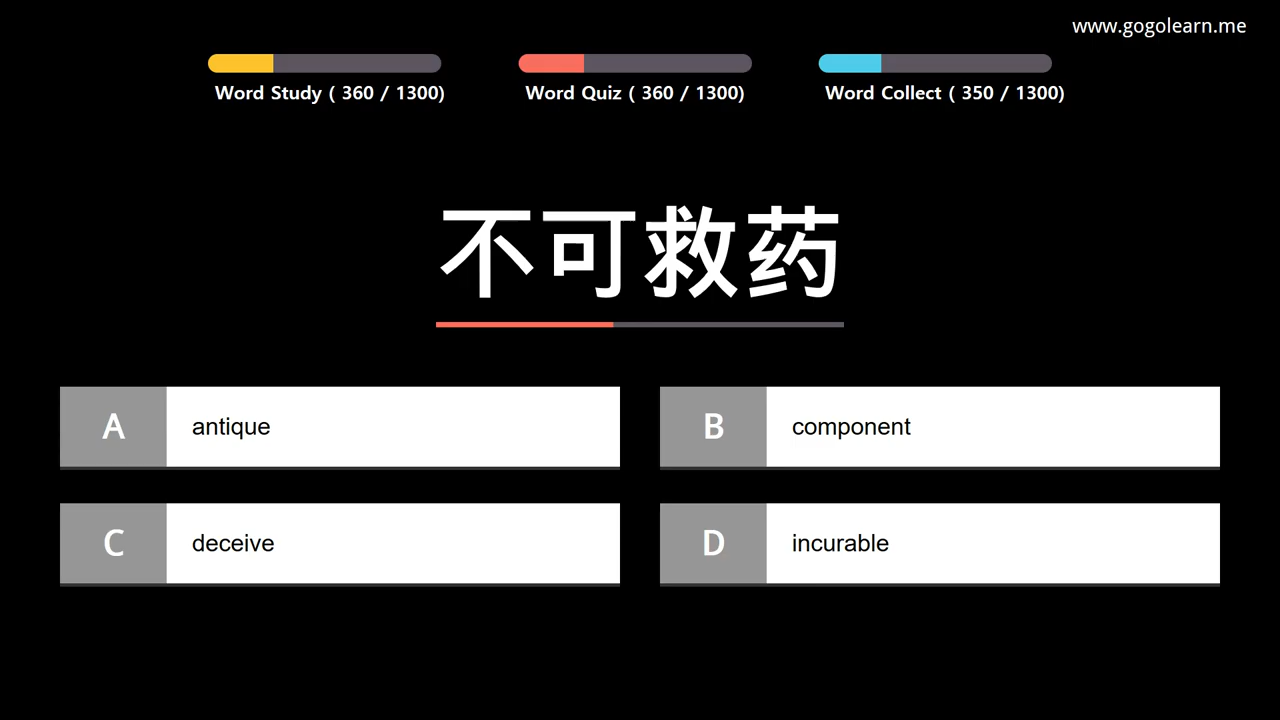 www.gogolearn.me
Word Study ( 360 / 1300)
Word Quiz ( 360 / 1300)
Word Collect ( 350 / 1300)
不可救药
A antique
B component
C deceive
D incurable